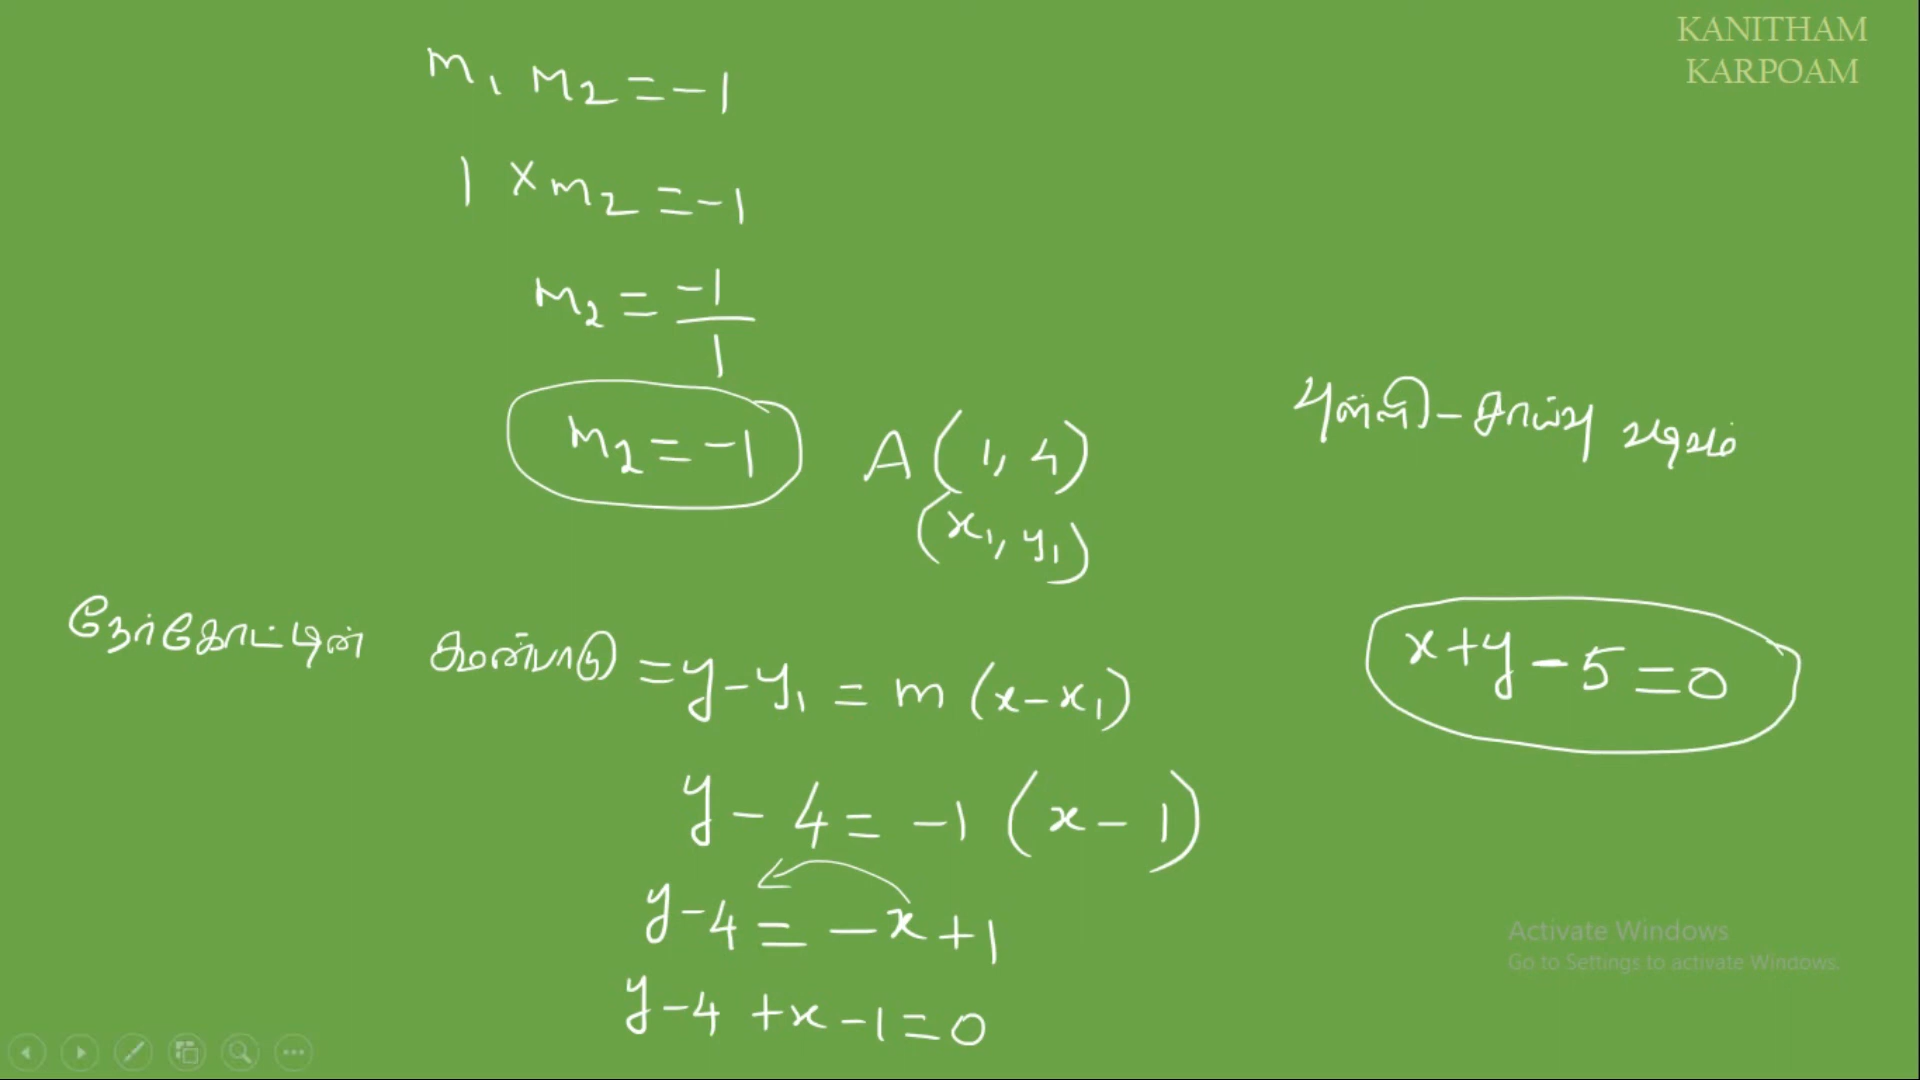 KANITHAM
KARPOAM
m₁ m₂ = -1
1 × m₂ = -1
m₂ = -1/1
m₂ = -1
A (1, 4)
(x₁, y₁)
புள்ளி - சாய்வு வடிவம்
நேர்கோட்டின் சமன்பாடு = y - y₁ = m (x - x₁)
x + y - 5 = 0
y - 4 = -1 (x - 1)
y - 4 = -x + 1
y - 4 + x - 1 = 0
Activate Windows
Go to Settings to activate Windows.